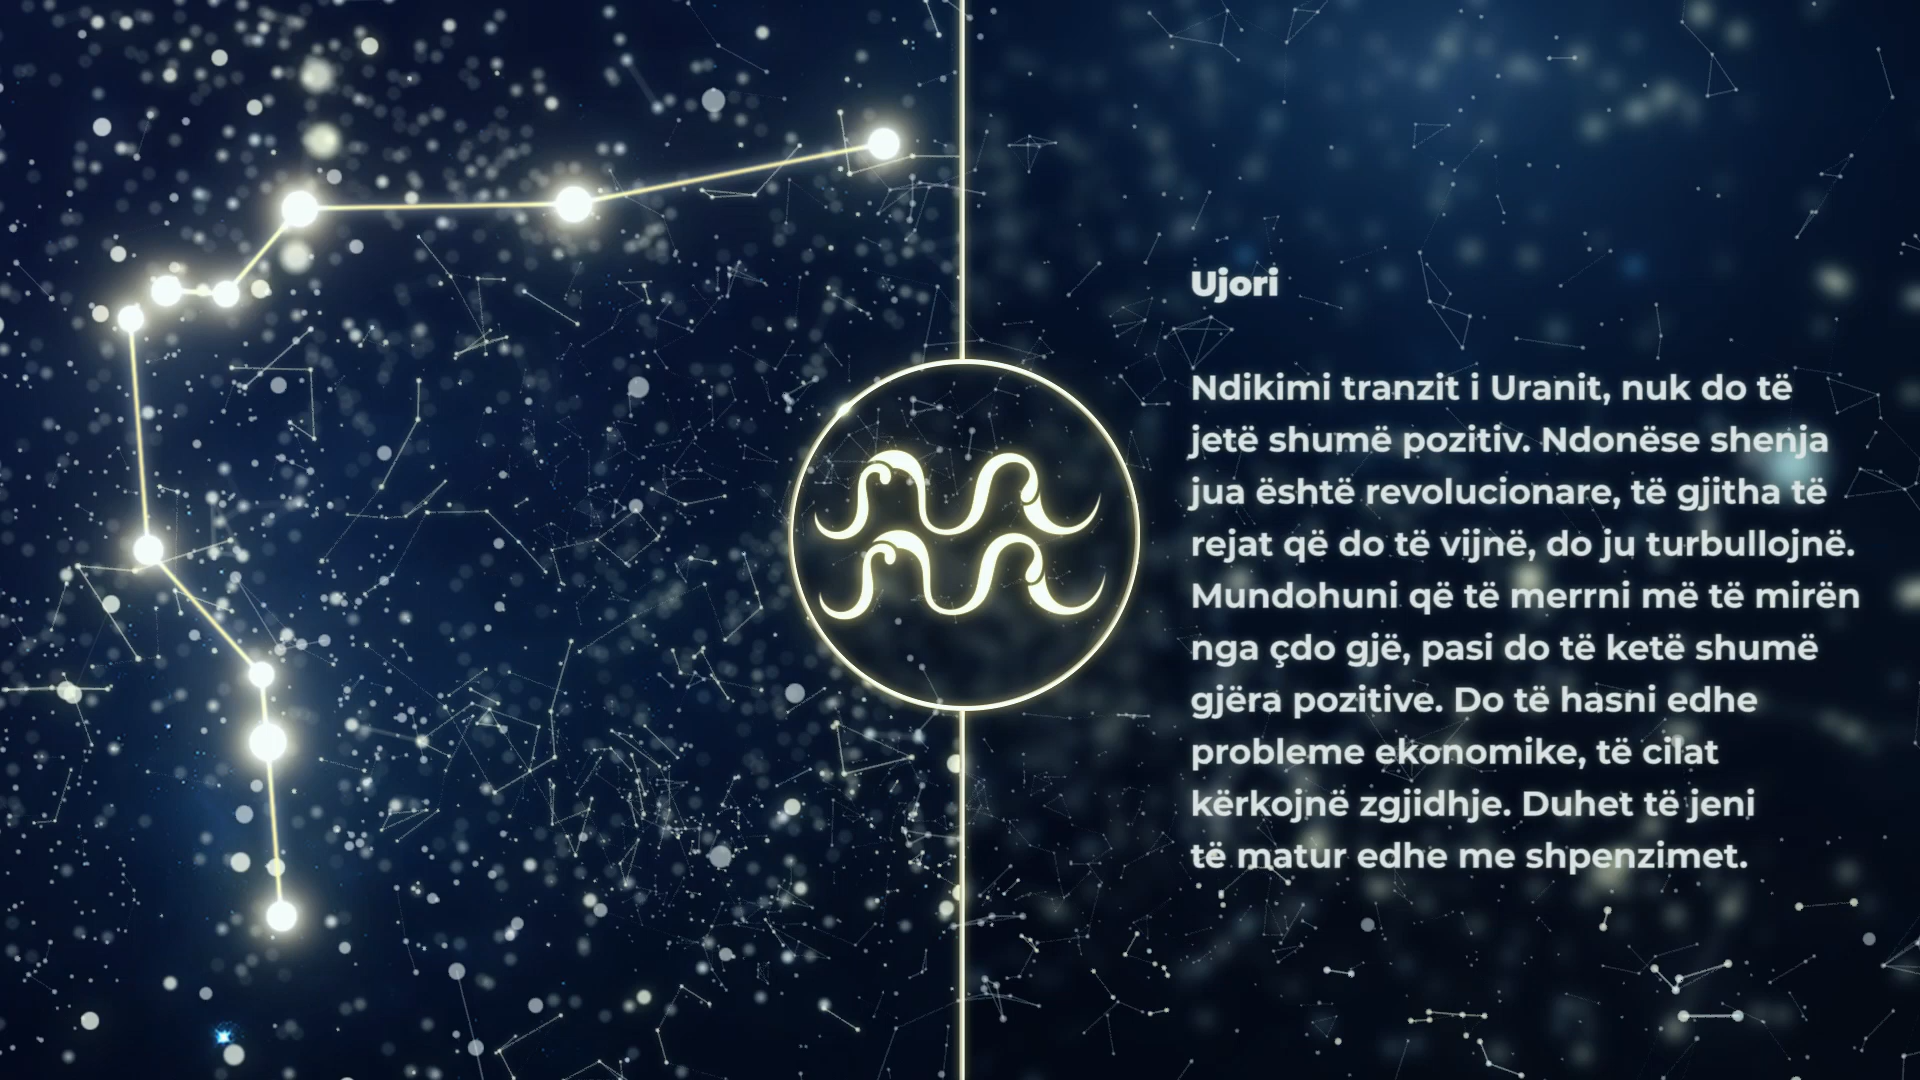 Ujori
Ndikimi tranzit i Uranit, nuk do të
jetë shumë pozitiv. Ndonëse shenja
jua është revolucionare, të gjitha të
rejat që do të vijnë, do ju turbullojnë.
Mundohuni që të merrni më të mirën
nga çdo gjë, pasi do të ketë shumë
gjëra pozitive. Do të hasni edhe
probleme ekonomike, të cilat
kërkojnë zgjidhje. Duhet të jeni
të matur edhe me shpenzimet.